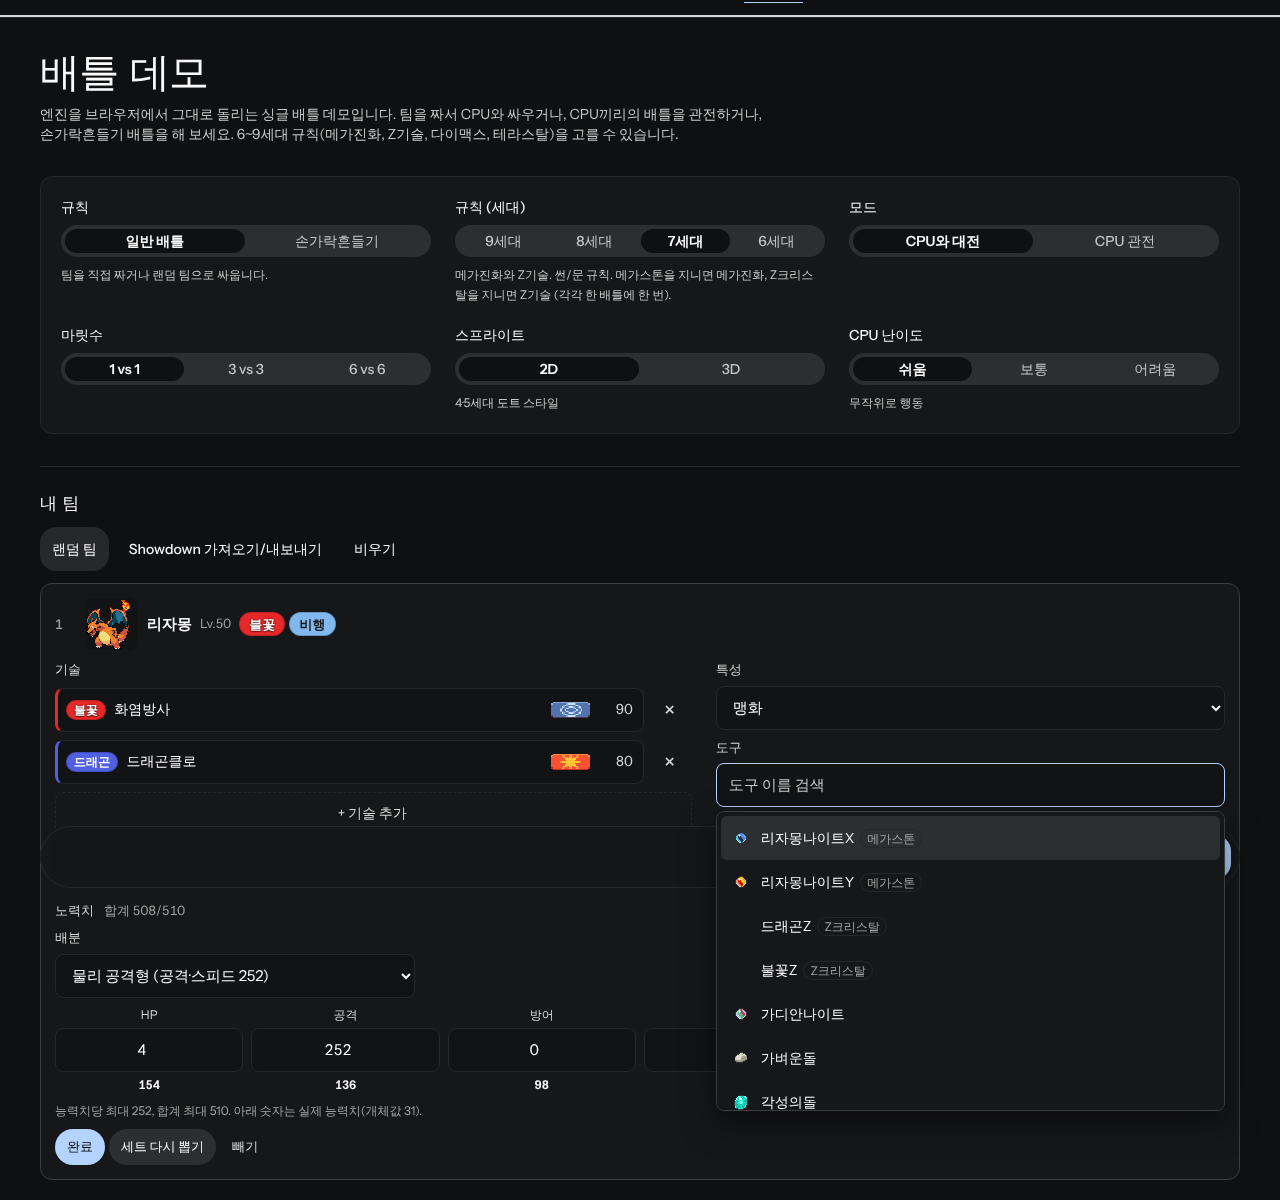 배틀 데모
엔진을 브라우저에서 그대로 돌리는 싱글 배틀 데모입니다. 팀을 짜서 CPU와 싸우거나, CPU끼리의 배틀을 관전하거나,
손가락흔들기 배틀을 해 보세요. 6~9세대 규칙(메가진화, Z기술, 다이맥스, 테라스탈)을 고를 수 있습니다.
규칙
일반 배틀
손가락흔들기
팀을 직접 짜거나 랜덤 팀으로 싸웁니다.
규칙 (세대)
9세대
8세대
7세대
6세대
메가진화와 Z기술. 썬/문 규칙. 메가스톤을 지니면 메가진화, Z크리스
탈을 지니면 Z기술 (각각 한 배틀에 한 번).
모드
CPU와 대전
CPU 관전
마릿수
1 vs 1
3 vs 3
6 vs 6
스프라이트
2D
3D
4·5세대 도트 스타일
CPU 난이도
쉬움
보통
어려움
무작위로 행동
내 팀
랜덤 팀
Showdown 가져오기/내보내기
비우기
1
리자몽
Lv.50
불꽃
비행
기술
불꽃
화염방사
90
×
드래곤
드래곤클로
80
×
+ 기술 추가
특성
맹화
도구
도구 이름 검색
리자몽나이트X
메가스톤
리자몽나이트Y
메가스톤
드래곤Z
Z크리스탈
불꽃Z
Z크리스탈
가디안나이트
가벼운돌
각성의돌
노력치
합계 508/510
배분
물리 공격형 (공격·스피드 252)
HP
공격
방어
4
252
0
154
136
98
능력치당 최대 252, 합계 최대 510. 아래 숫자는 실제 능력치(개체값 31).
완료
세트 다시 뽑기
빼기